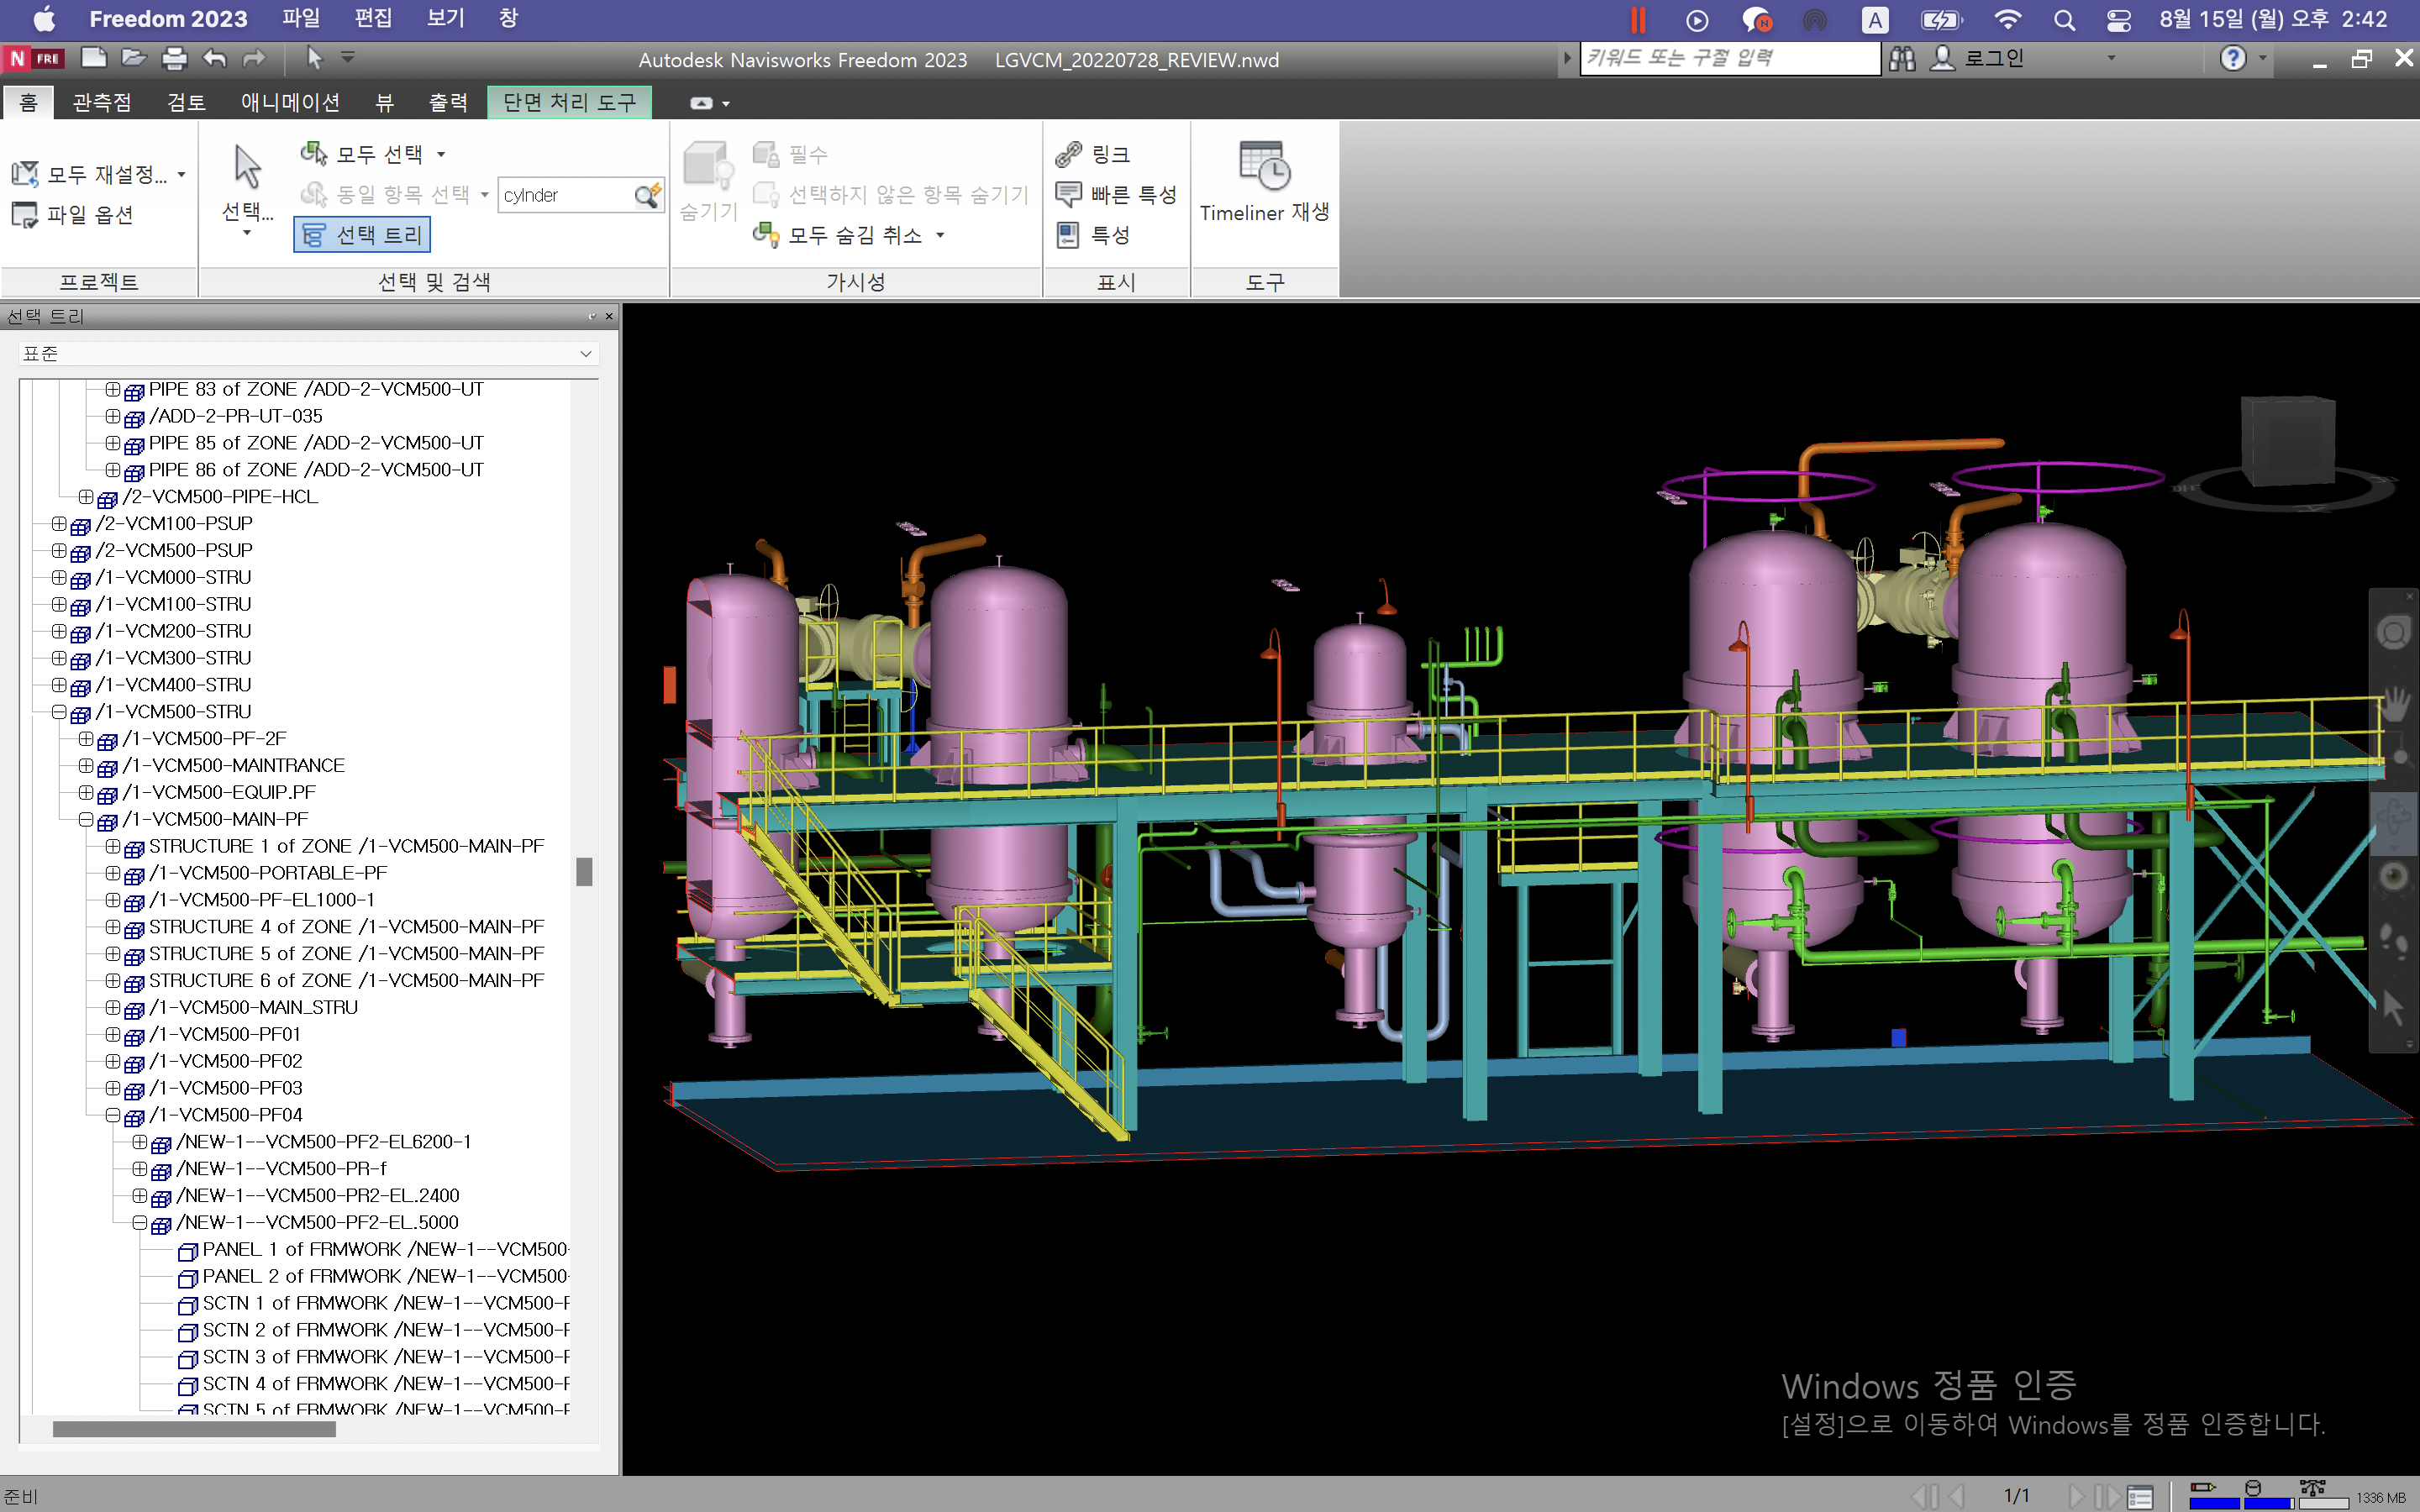 Freedom 2023 파일 편집 보기 창
A 8월 15일 (월) 오후 2:42
N FRE
Autodesk Navisworks Freedom 2023 LGVCM_20220728_REVIEW.nwd
키워드 또는 구절 입력
로그인
홈 관측점 검토 애니메이션 뷰 출력 단면 처리 도구
모두 재설정...
파일 옵션
프로젝트
선택...
모두 선택
동일 항목 선택
cylnder
선택 트리
선택 및 검색
숨기기
필수
선택하지 않은 항목 숨기기
모두 숨김 취소
가시성
링크
빠른 특성
특성
표시
Timeliner 재생
도구
선택 트리
표준
PIPE 83 of ZONE /ADD-2-VCM500-UT
/ADD-2-PR-UT-035
PIPE 85 of ZONE /ADD-2-VCM500-UT
PIPE 86 of ZONE /ADD-2-VCM500-UT
/2-VCM500-PIPE-HCL
/2-VCM100-PSUP
/2-VCM500-PSUP
/1-VCM000-STRU
/1-VCM100-STRU
/1-VCM200-STRU
/1-VCM300-STRU
/1-VCM400-STRU
/1-VCM500-STRU
/1-VCM500-PF-2F
/1-VCM500-MAINTRANCE
/1-VCM500-EQUIP.PF
/1-VCM500-MAIN-PF
STRUCTURE 1 of ZONE /1-VCM500-MAIN-PF
/1-VCM500-PORTABLE-PF
/1-VCM500-PF-EL1000-1
STRUCTURE 4 of ZONE /1-VCM500-MAIN-PF
STRUCTURE 5 of ZONE /1-VCM500-MAIN-PF
STRUCTURE 6 of ZONE /1-VCM500-MAIN-PF
/1-VCM500-MAIN_STRU
/1-VCM500-PF01
/1-VCM500-PF02
/1-VCM500-PF03
/1-VCM500-PF04
/NEW-1--VCM500-PF2-EL6200-1
/NEW-1--VCM500-PR-f
/NEW-1--VCM500-PR2-EL.2400
/NEW-1--VCM500-PF2-EL.5000
PANEL 1 of FRMWORK /NEW-1--VCM500-
PANEL 2 of FRMWORK /NEW-1--VCM500-
SCTN 1 of FRMWORK /NEW-1--VCM500-F
SCTN 2 of FRMWORK /NEW-1--VCM500-F
SCTN 3 of FRMWORK /NEW-1--VCM500-F
SCTN 4 of FRMWORK /NEW-1--VCM500-F
SCTN 5 of FRMWORK /NEW-1--VCM500-F
Windows 정품 인증
[설정]으로 이동하여 Windows를 정품 인증합니다.
준비
1/1
1336 MB